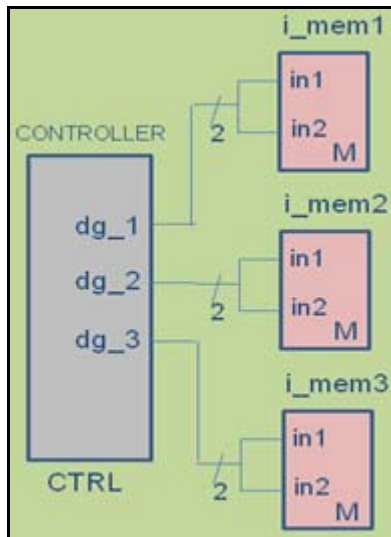 i_mem1
in1
2
in2
M
CONTROLLER
dg_1
dg_2
dg_3
CTRL
i_mem2
in1
2
in2
M
i_mem3
in1
2
in2
M